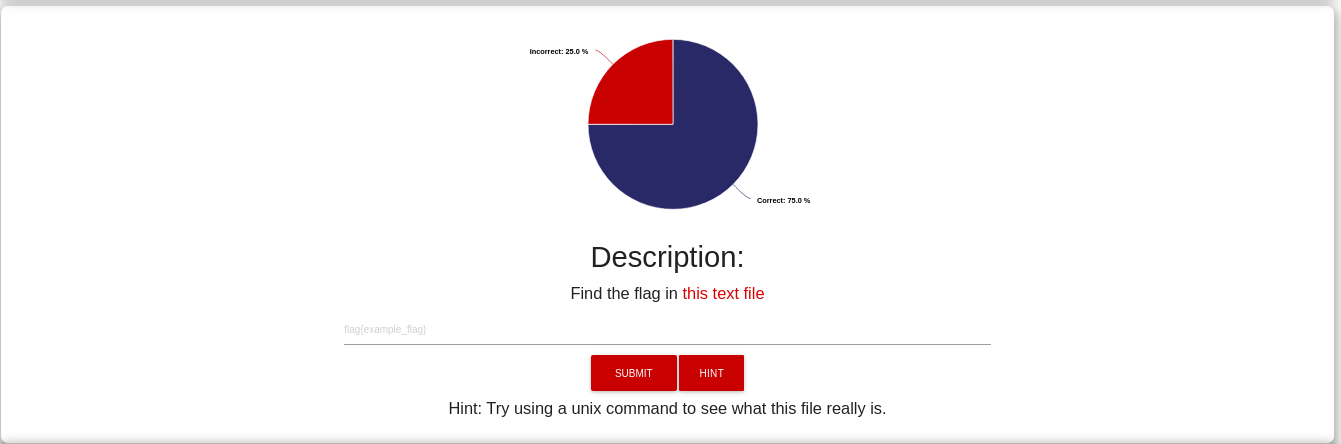 Incorrect: 25.0 %
Correct: 75.0 %
Description:
Find the flag in this text file
flag{example_flag}
SUBMIT HINT
Hint: Try using a unix command to see what this file really is.